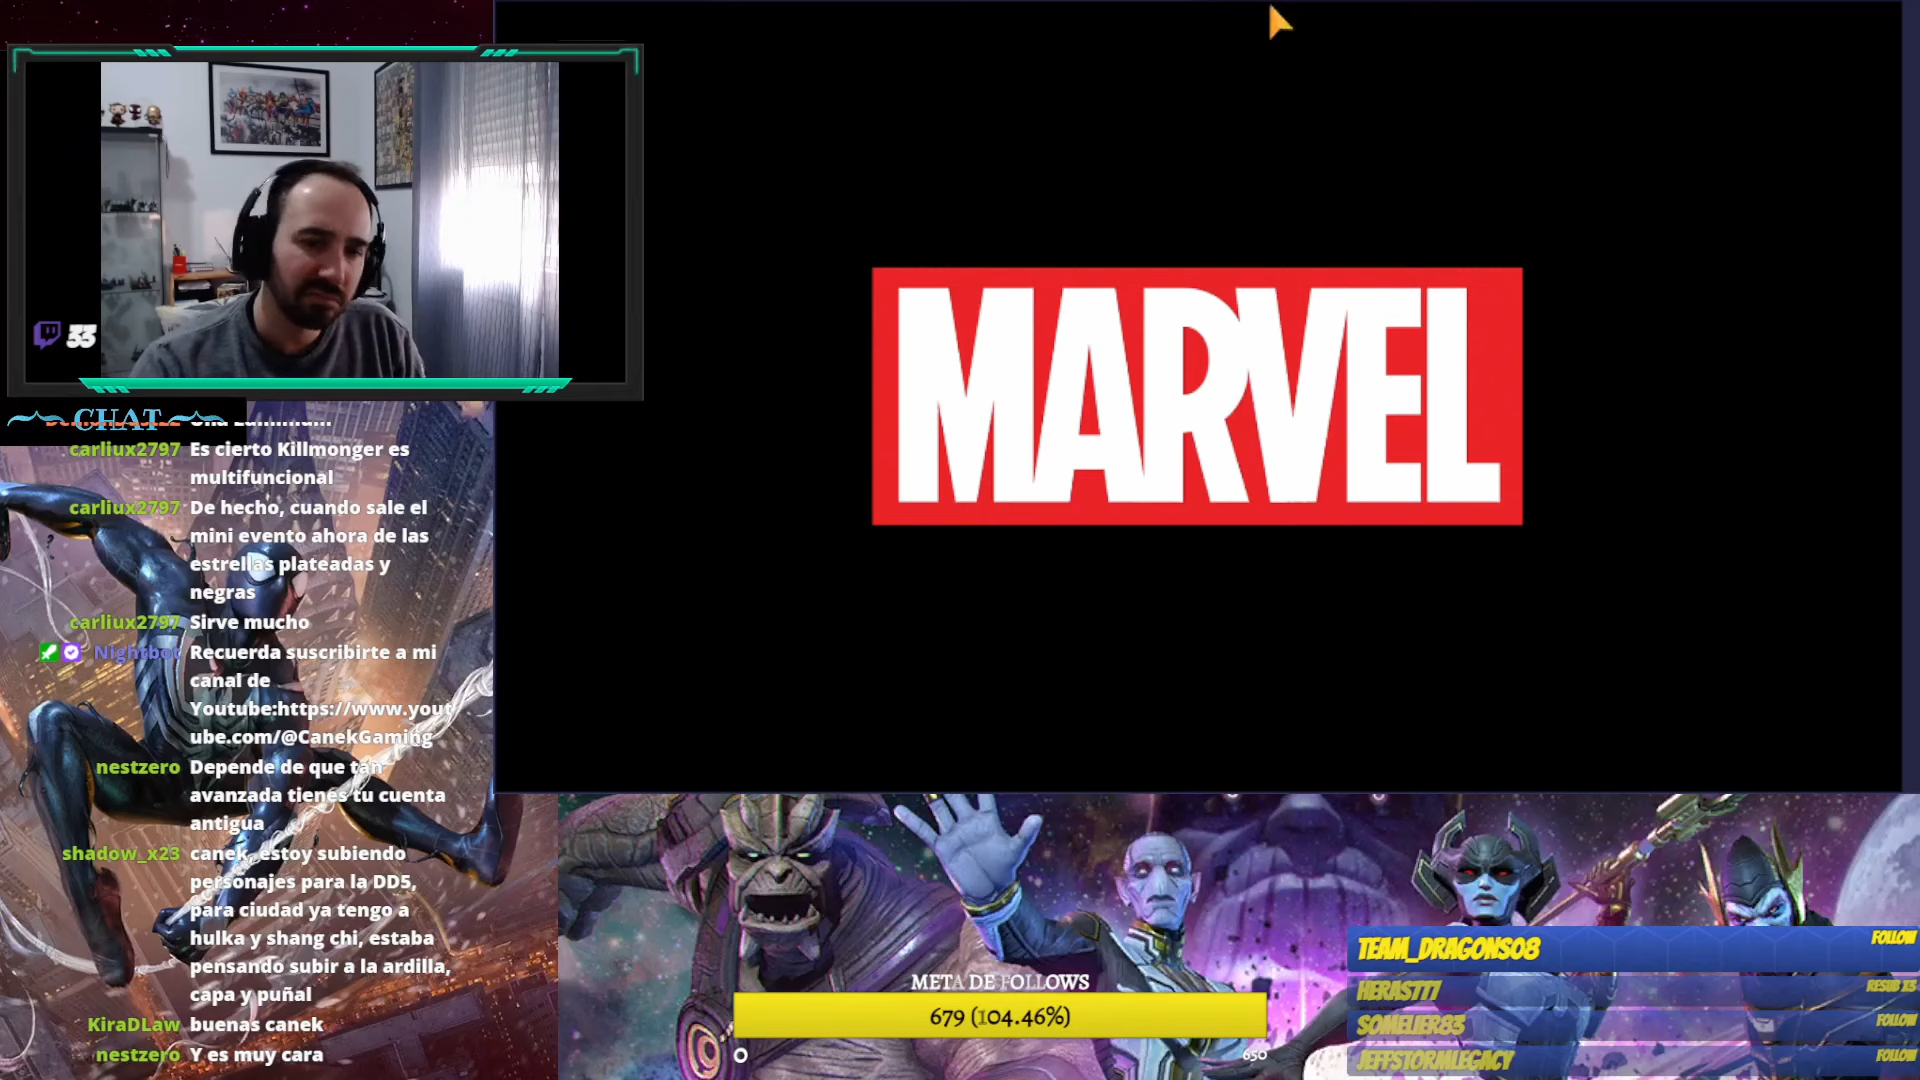 MARVEL
33
CHAT
carliux2797 Es cierto Killmonger es
multifuncional
carliux2797 De hecho, cuando sale el
mini evento ahora de las
estrellas plateadas y
negras
carliux2797 Sirve mucho
Nightbot Recuerda suscribirte a mi
canal de
Youtube:https://www.yout
ube.com/@CanekGaming
nestzero Depende de que tan
avanzada tienes tu cuenta
antigua
shadow_x23 canek, estoy subiendo
personajes para la DD5,
para ciudad ya tengo a
hulka y shang chi, estaba
pensando subir a la ardilla,
capa y puñal
KiraDLaw buenas canek
nestzero Y es muy cara
META DE FOLLOWS
679 (104.46%)
0 650
TEAM_DRAGONS08 FOLLOW
HERAS777 RESUB X3
SOMELIER83 FOLLOW
JEFFSTORMLEGACY FOLLOW